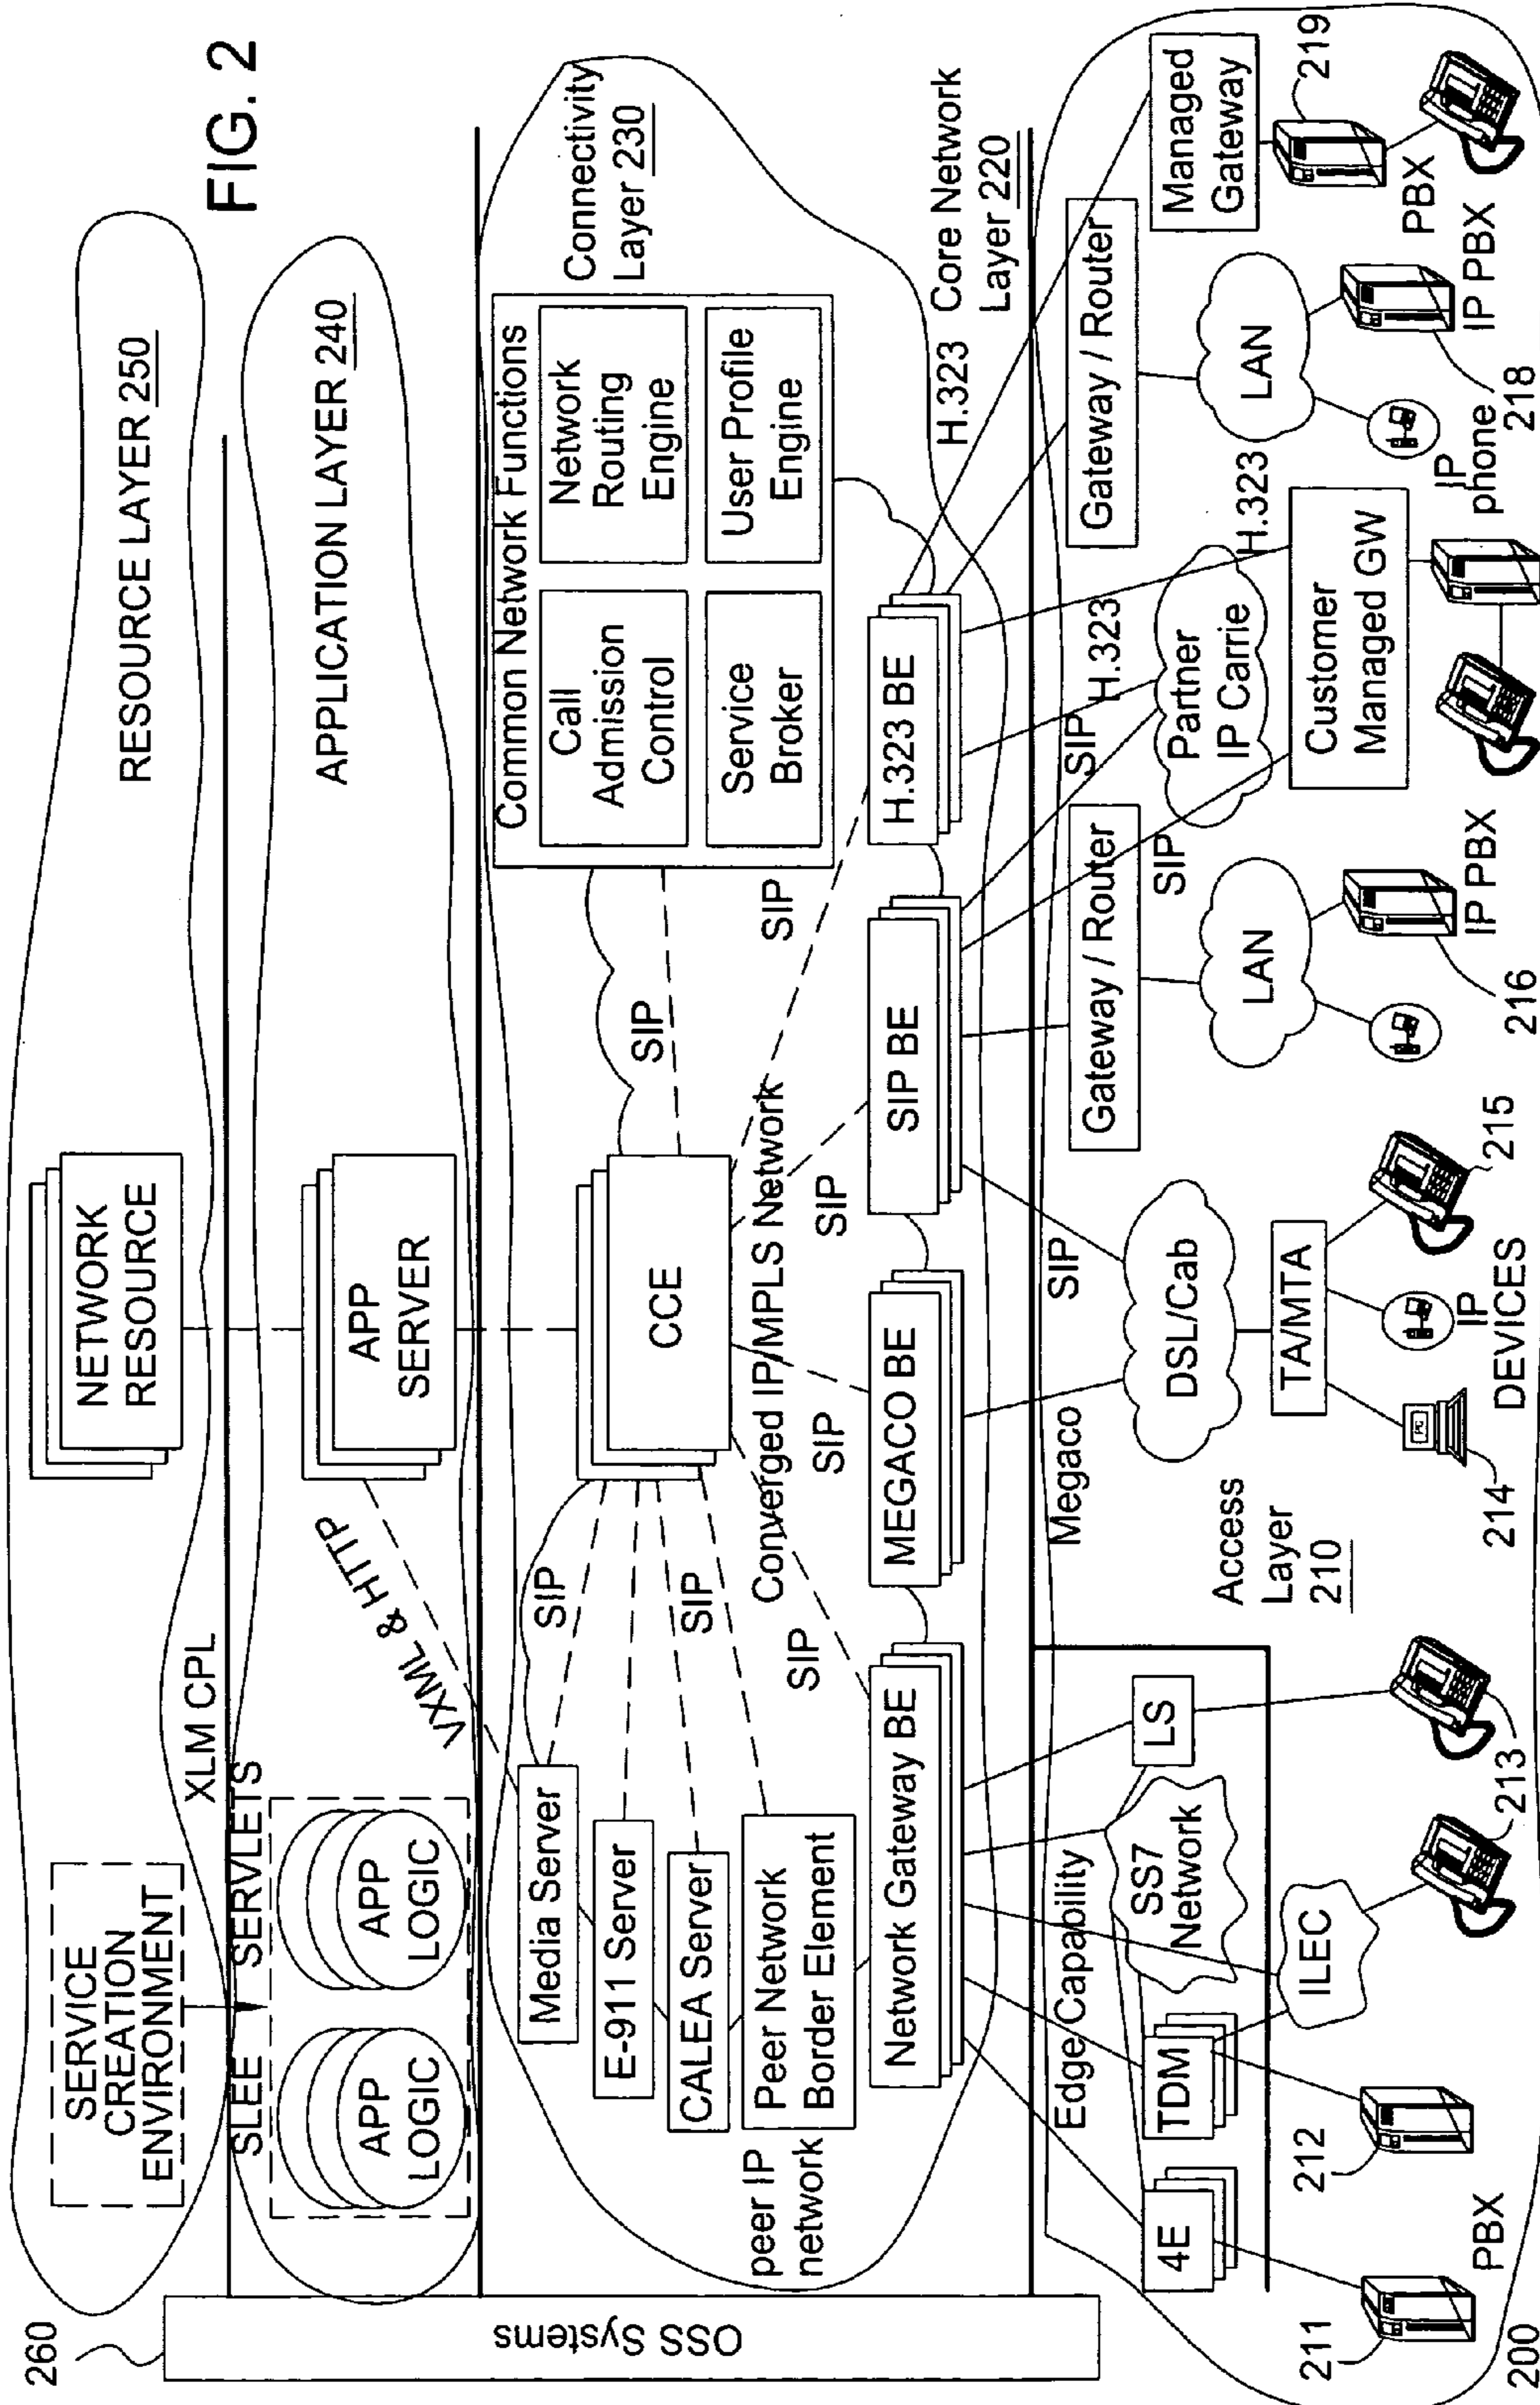 FIG. 2
260
OSS Systems
RESOURCE LAYER 250
SERVICE
CREATION
ENVIRONMENT
NETWORK
RESOURCE
XLM CPL
APPLICATION LAYER 240
SLEE
SERVLETS
APP
LOGIC
APP
LOGIC
APP
SERVER
VXML & HTTP
Connectivity
Layer 230
Media Server
E-911 Server
CALEA Server
Peer Network
Border Element
peer IP
network
SIP
SIP
SIP
CCE
SIP
Common Network Functions
Call
Admission
Control
Network
Routing
Engine
Service
Broker
User Profile
Engine
Converged IP/MPLS Network
SIP
SIP
SIP
Network Gateway BE
MEGACO BE
SIP BE
H.323 BE
Core Network
Layer 220
H.323
Edge Capability
4E
TDM
SS7
Network
LS
ILEC
Megaco
SIP
Access
Layer
210
DSL/Cab
TA/MTA
Gateway / Router
SIP
LAN
SIP
H.323
Partner
IP Carrie
H.323
Customer
Managed GW
Gateway / Router
LAN
Managed
Gateway
219
PBX
211
PBX
212
213
214
IP
DEVICES
215
216
IP PBX
IP
phone
218
IP PBX
200